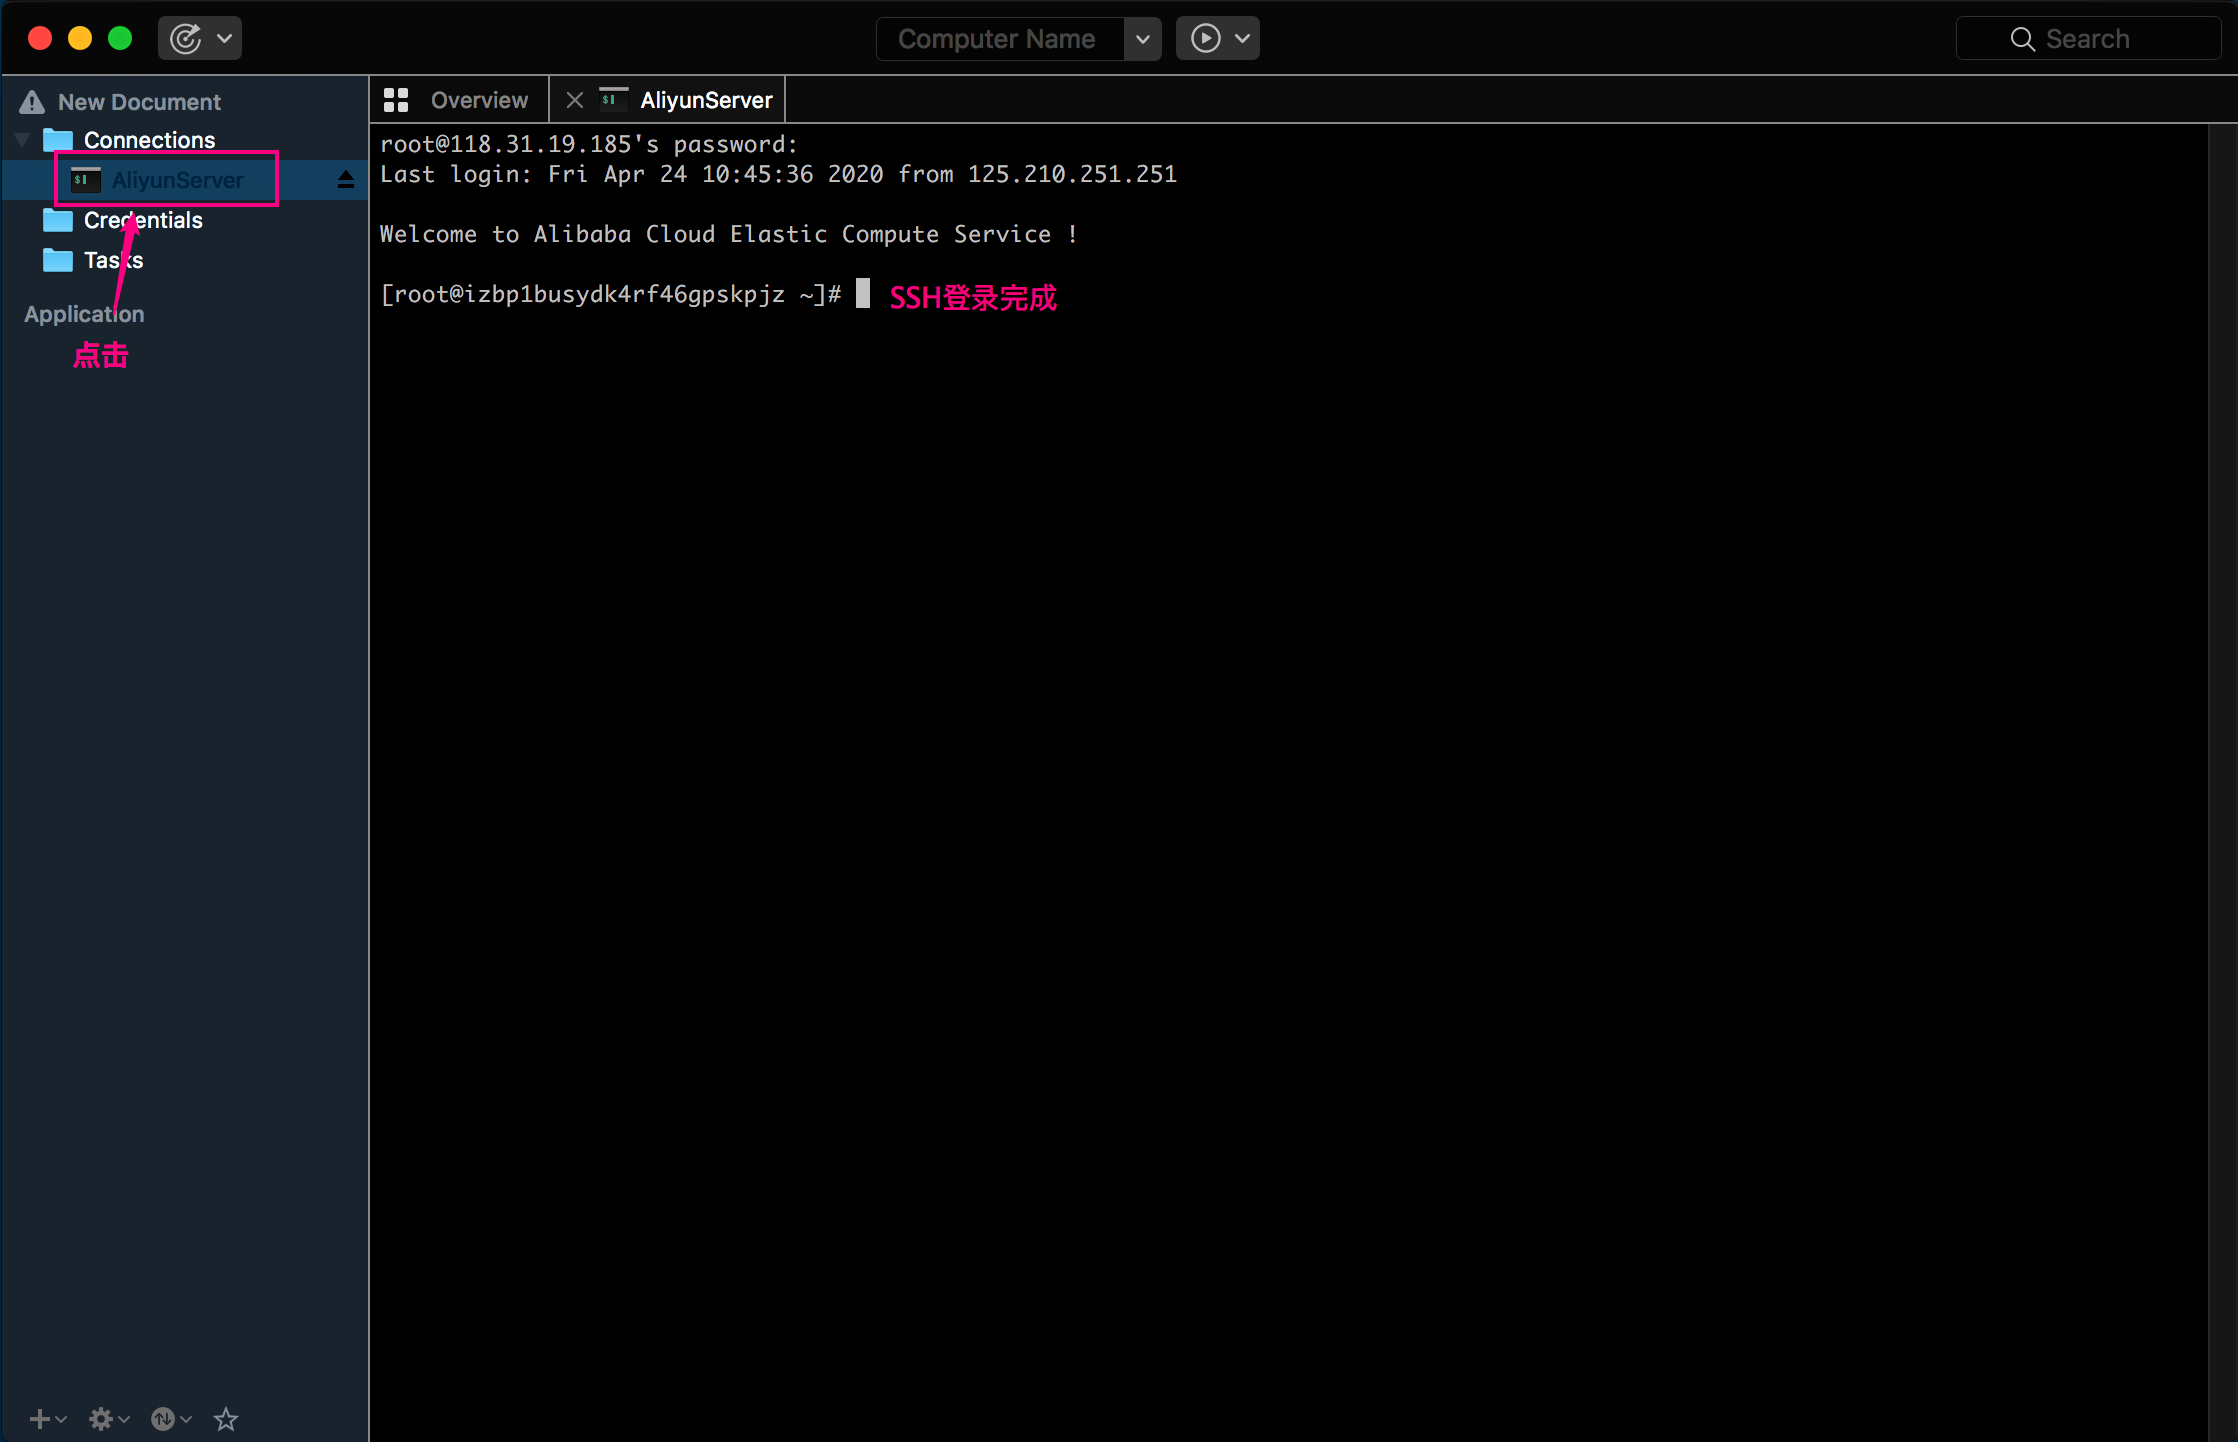 Computer Name
Search
New Document
Connections
AliyunServer
Credentials
Tasks
Application
点击
Overview
AliyunServer
root@118.31.19.185's password:
Last login: Fri Apr 24 10:45:36 2020 from 125.210.251.251
Welcome to Alibaba Cloud Elastic Compute Service !
[root@izbp1busydk4rf46gpskpjz ~]#
SSH登录完成